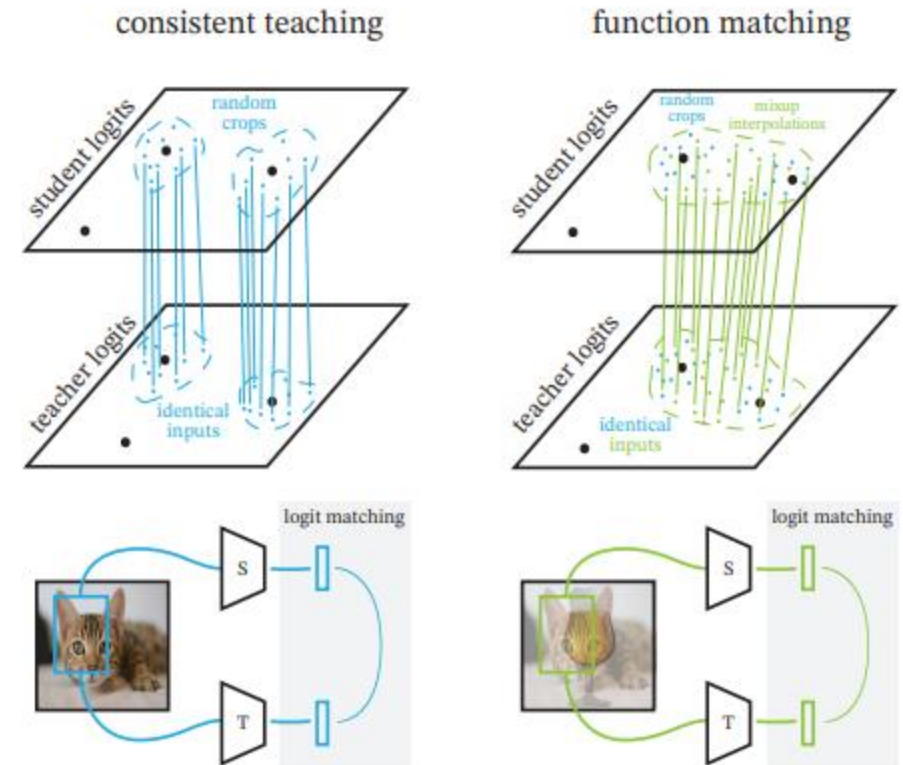 consistent teaching
function matching
student logits
random
crops
teacher logits
identical
inputs
student logits
random
crops
mixup
interpolations
teacher logits
identical
inputs
logit matching
S
T
logit matching
S
T